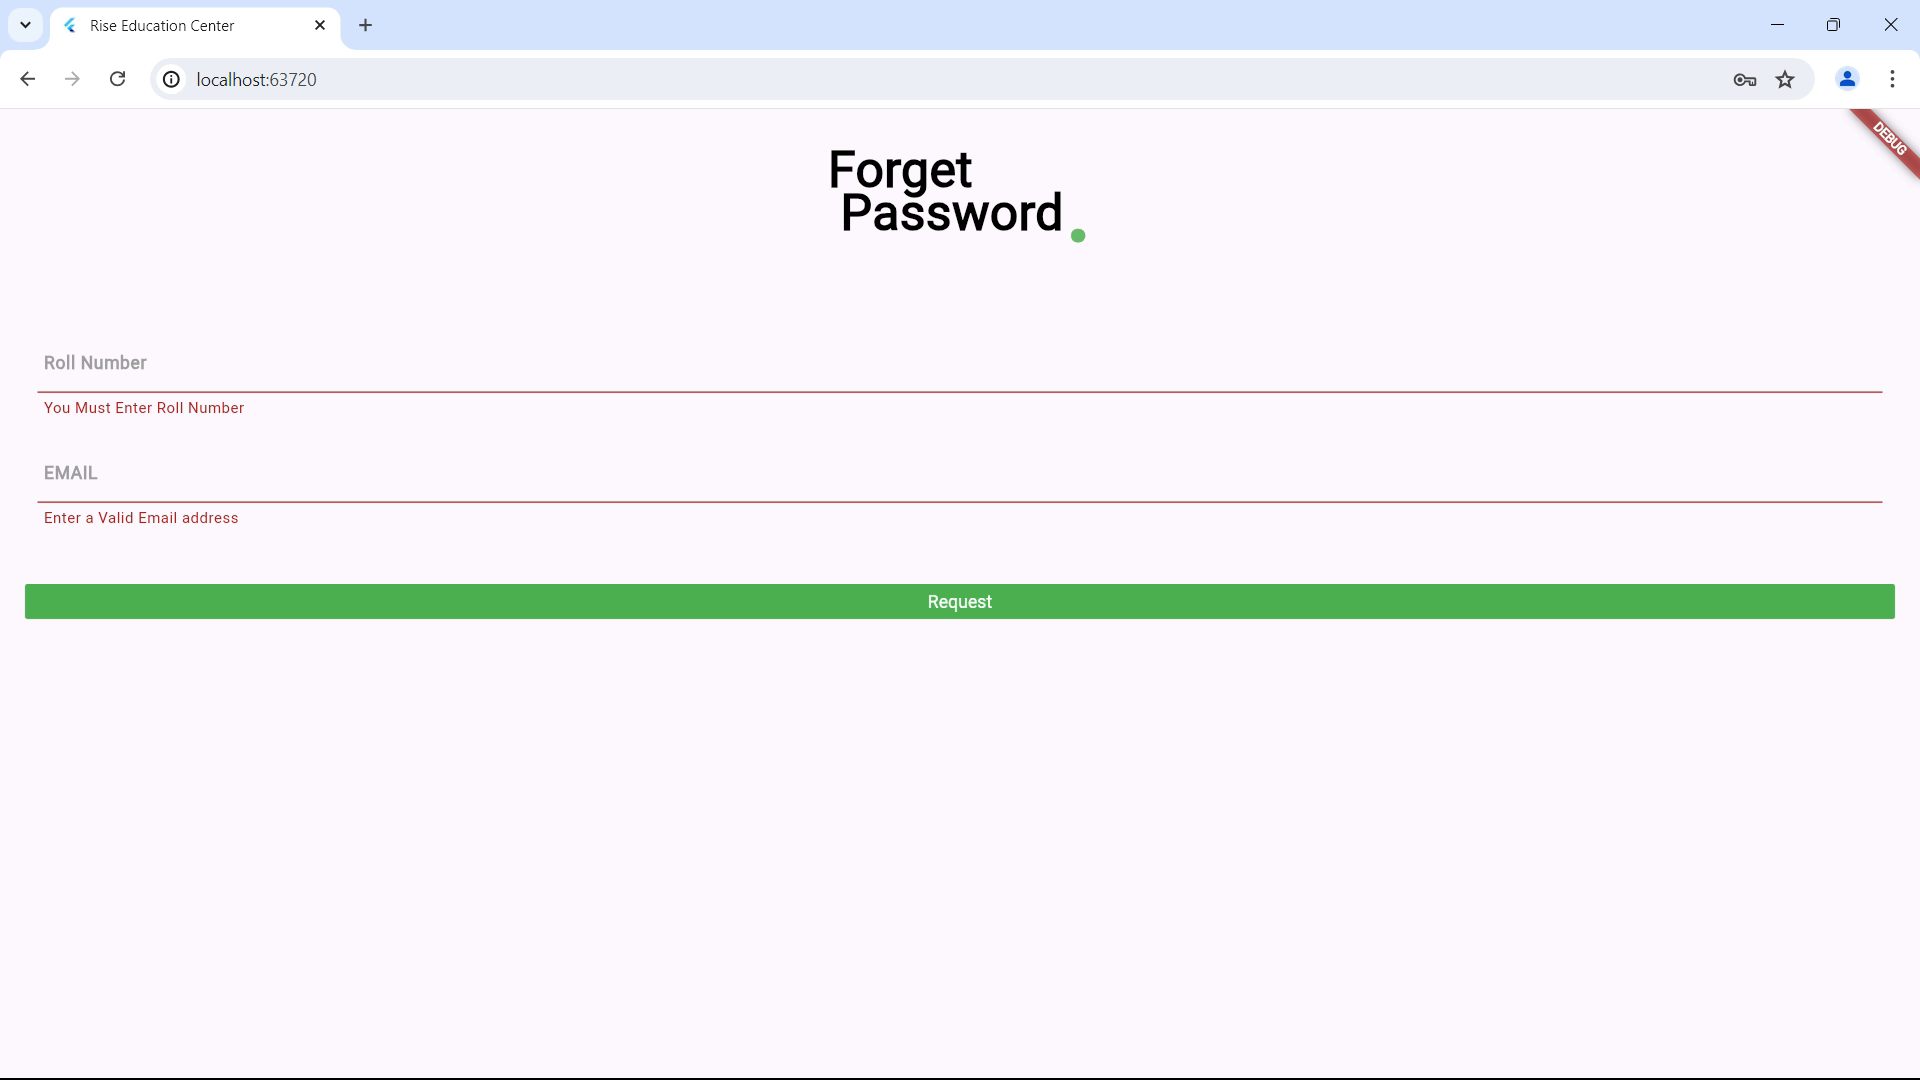 Rise Education Center
localhost:63720
DEBUG
Forget
Password
Roll Number
You Must Enter Roll Number
EMAIL
Enter a Valid Email address
Request